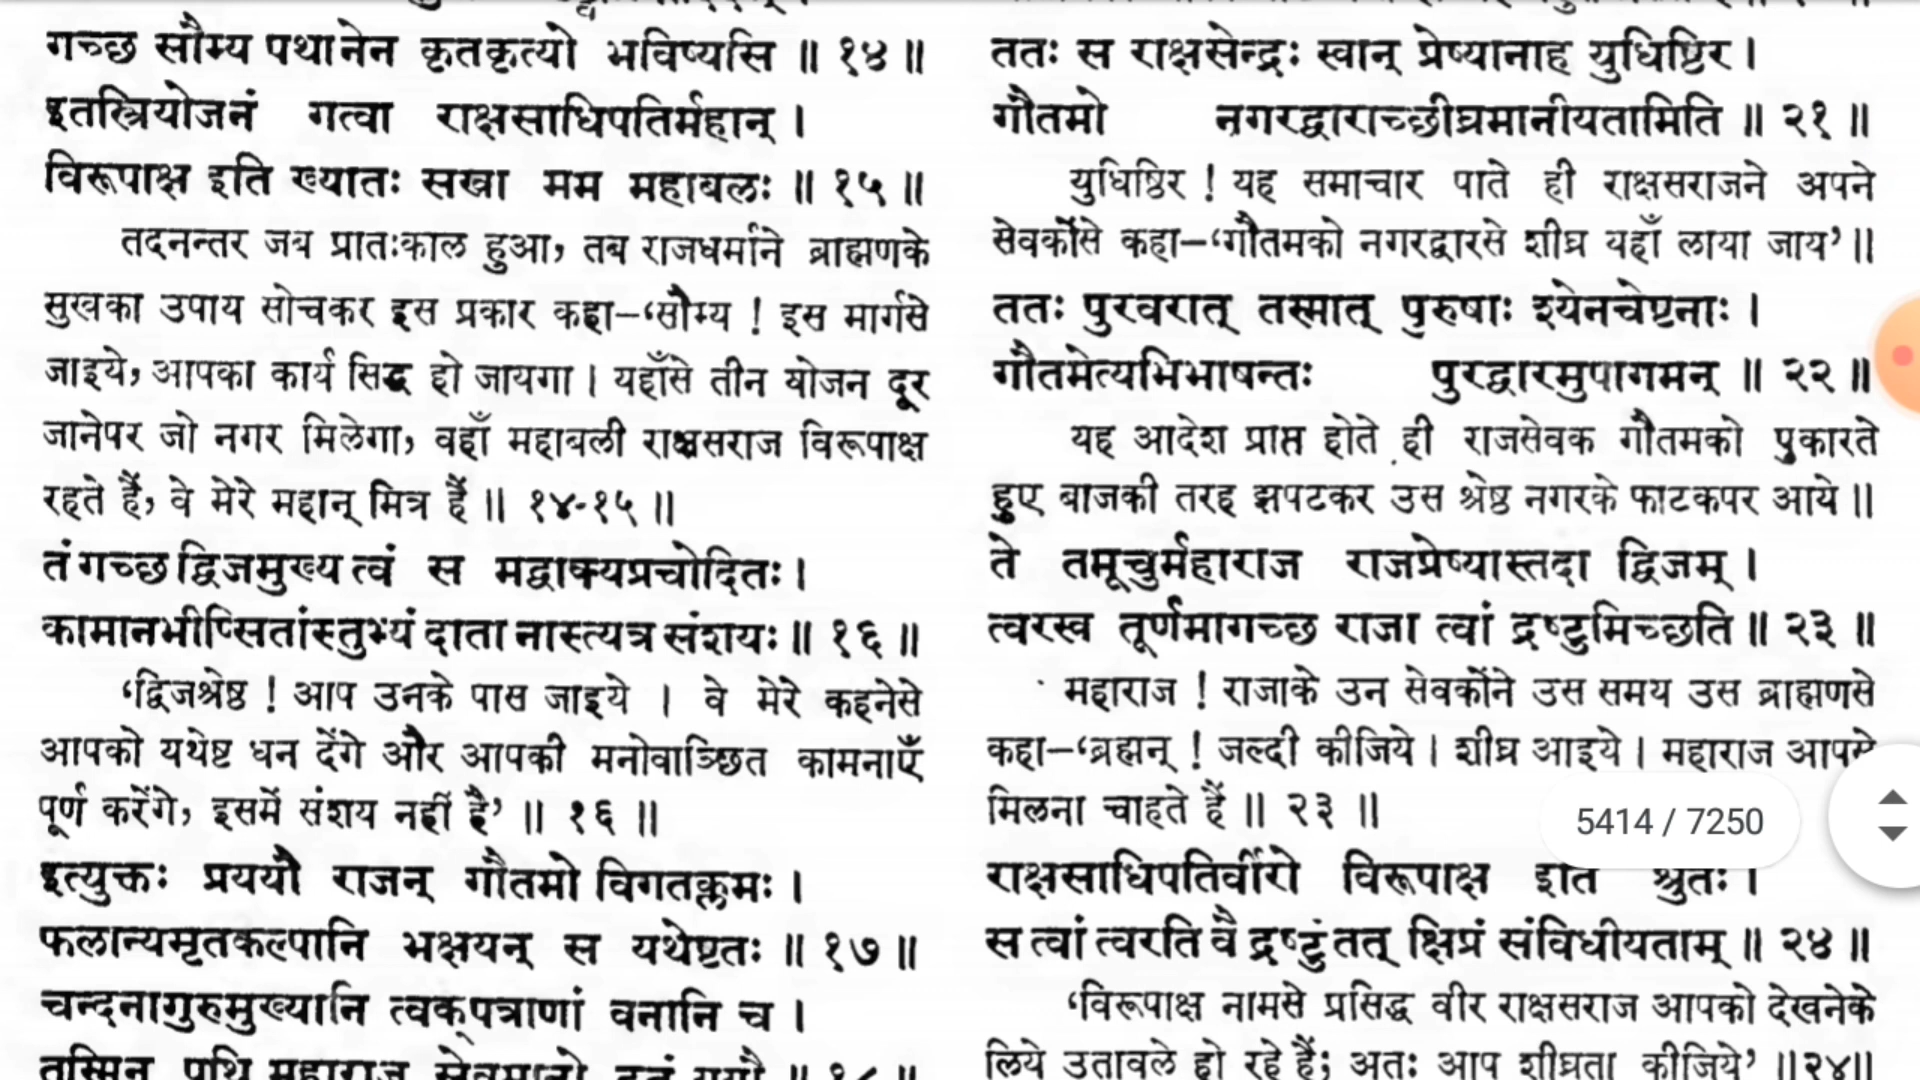 गच्छ सौम्य पथानेन कृतकृत्यो भविष्यसि ॥ १४ ॥
इतस्त्रियोजनं गत्वा राक्षसाधिपतिर्महान् ।
विरूपाक्ष इति ख्यातः सखा मम महाबलः ॥ १५ ॥
तदनन्तर जब प्रातःकाल हुआ, तब राजधर्माने ब्राह्मणके
सुखका उपाय सोचकर इस प्रकार कहा–‘सौम्य ! इस मार्गसे
जाइये, आपका कार्य सिद्ध हो जायगा । यहाँसे तीन योजन दूर
जानेपर जो नगर मिलेगा, वहाँ महाबली राक्षसराज विरूपाक्ष
रहते हैं, वे मेरे महान् मित्र हैं ॥ १४-१५ ॥
तं गच्छ द्विजमुख्य त्वं स मद्वाक्यप्रचोदितः ।
कामानभीप्सितांस्तुभ्यं दाता नास्त्यत्र संशयः ॥ १६ ॥
‘द्विजश्रेष्ठ ! आप उनके पास जाइये । वे मेरे कहनेसे
आपको यथेष्ट धन देंगे और आपकी मनोवाञ्छित कामनाएँ
पूर्ण करेंगे, इसमें संशय नहीं है’ ॥ १६ ॥
इत्युक्तः प्रययौ राजन् गौतमो विगतक्लमः ।
फलान्यमृतकल्पानि भक्षयन् स यथेष्टतः ॥ १७ ॥
चन्दनागुरुमुख्यानि त्वक्पत्राणां वनानि च ।
तस्मिन् पथि महाराज सेवमानो द्रुतं ययौ ॥ १८ ॥
ततः स राक्षसेन्द्रः स्वान् प्रेष्यानाह युधिष्ठिर ।
गौतमो नगरद्वाराच्छीघ्रमानीयतामिति ॥ २१ ॥
युधिष्ठिर ! यह समाचार पाते ही राक्षसराजने अपने
सेवकोंसे कहा–‘गौतमको नगरद्वारसे शीघ्र यहाँ लाया जाय’ ॥
ततः पुरवरात् तस्मात् पुरुषाः श्येनचेष्टनाः ।
गौतमेत्यभिभाषन्तः पुरद्वारमुपागमन् ॥ २२ ॥
यह आदेश प्राप्त होते ही राजसेवक गौतमको पुकारते
हुए बाजकी तरह झपटकर उस श्रेष्ठ नगरके फाटकपर आये ॥
ते तमूचुर्महाराज राजप्रेष्यास्तदा द्विजम् ।
त्वरस्व तूर्णमागच्छ राजा त्वां द्रष्टुमिच्छति ॥ २३ ॥
महाराज ! राजाके उन सेवकोंने उस समय उस ब्राह्मणसे
कहा–‘ब्रह्मन् ! जल्दी कीजिये । शीघ्र आइये । महाराज आपसे
मिलना चाहते हैं ॥ २३ ॥
5414 / 7250
राक्षसाधिपतिर्वीरो विरूपाक्ष इति श्रुतः ।
स त्वां त्वरति वै द्रष्टुं तत् क्षिप्रं संविधीयताम् ॥ २४ ॥
‘विरूपाक्ष नामसे प्रसिद्ध वीर राक्षसराज आपको देखनेके
लिये उतावले हो रहे हैं; अतः आप शीघ्रता कीजिये’ ॥२४॥